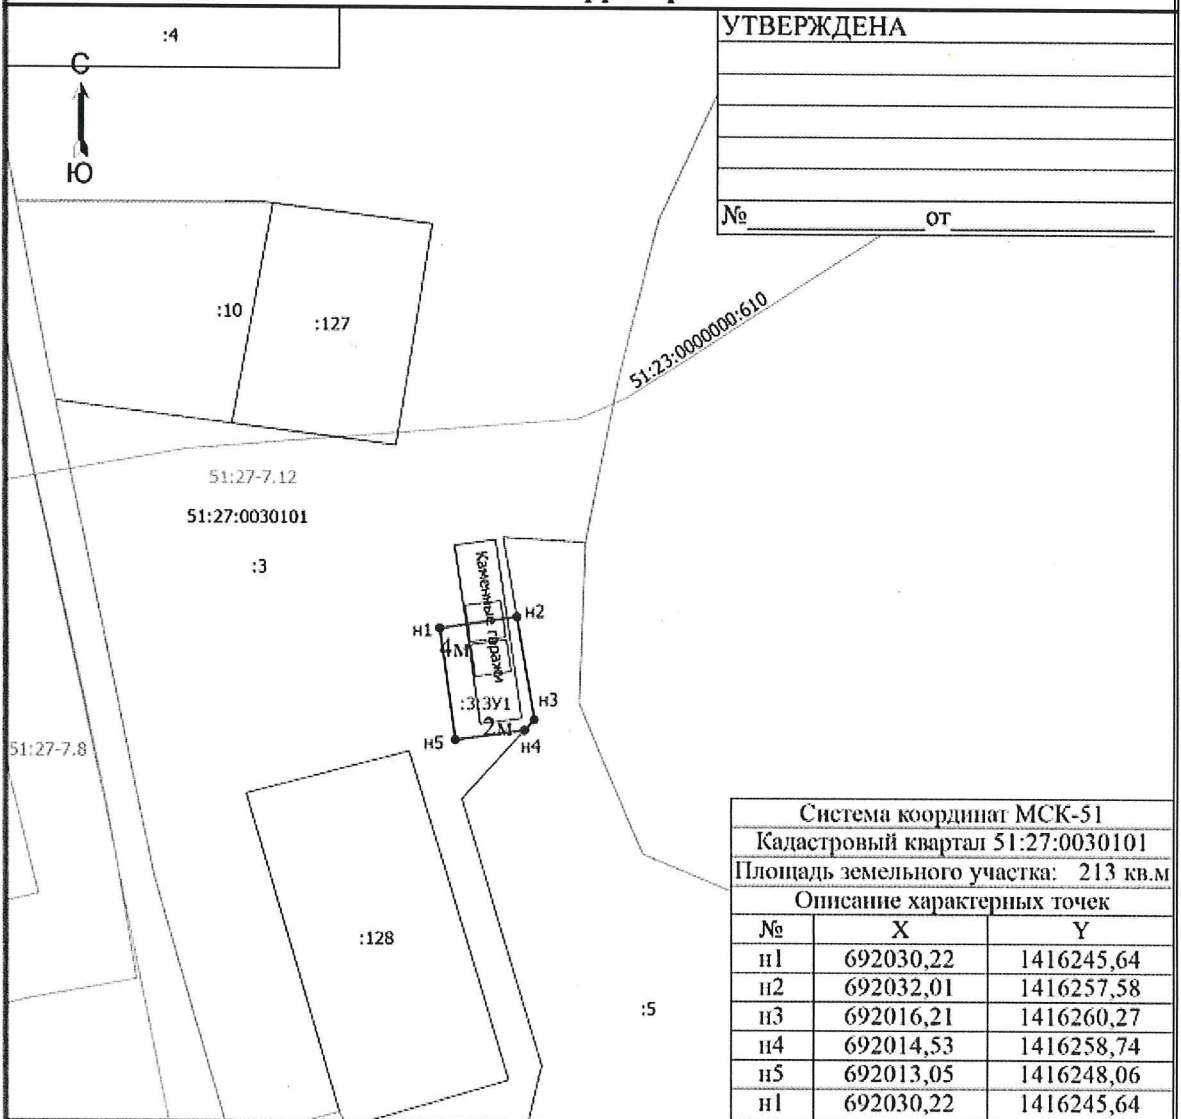 УТВЕРЖДЕНА
№ от
:4
С
Ю
:10
:127
51:23:0000000:610
51:27-7.12
51:27:0030101
:3
Каменные гаражи
н1
н2
4м
:3:ЗУ1
н3
2м
н5
н4
51:27-7.8
:128
:5
Система координат МСК-51
Кадастровый квартал 51:27:0030101
Площадь земельного участка: 213 кв.м
Описание характерных точек
№ X Y
н1 692030,22 1416245,64
н2 692032,01 1416257,58
н3 692016,21 1416260,27
н4 692014,53 1416258,74
н5 692013,05 1416248,06
н1 692030,22 1416245,64